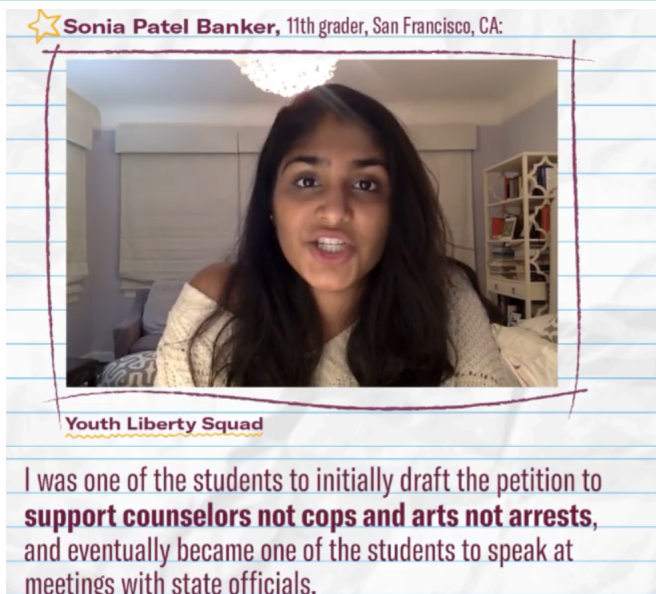 Sonia Patel Banker, 11th grader, San Francisco, CA:
Youth Liberty Squad
I was one of the students to initially draft the petition to
support counselors not cops and arts not arrests,
and eventually became one of the students to speak at
meetings with state officials.